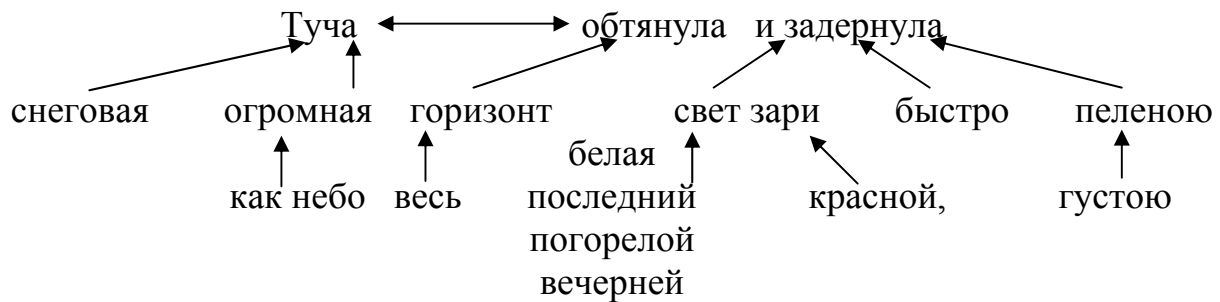 Туча обтянула и задернула
снеговая огромная горизонт свет зари быстро пеленою
белая
как небо весь последний красной, густою
погорелой
вечерней